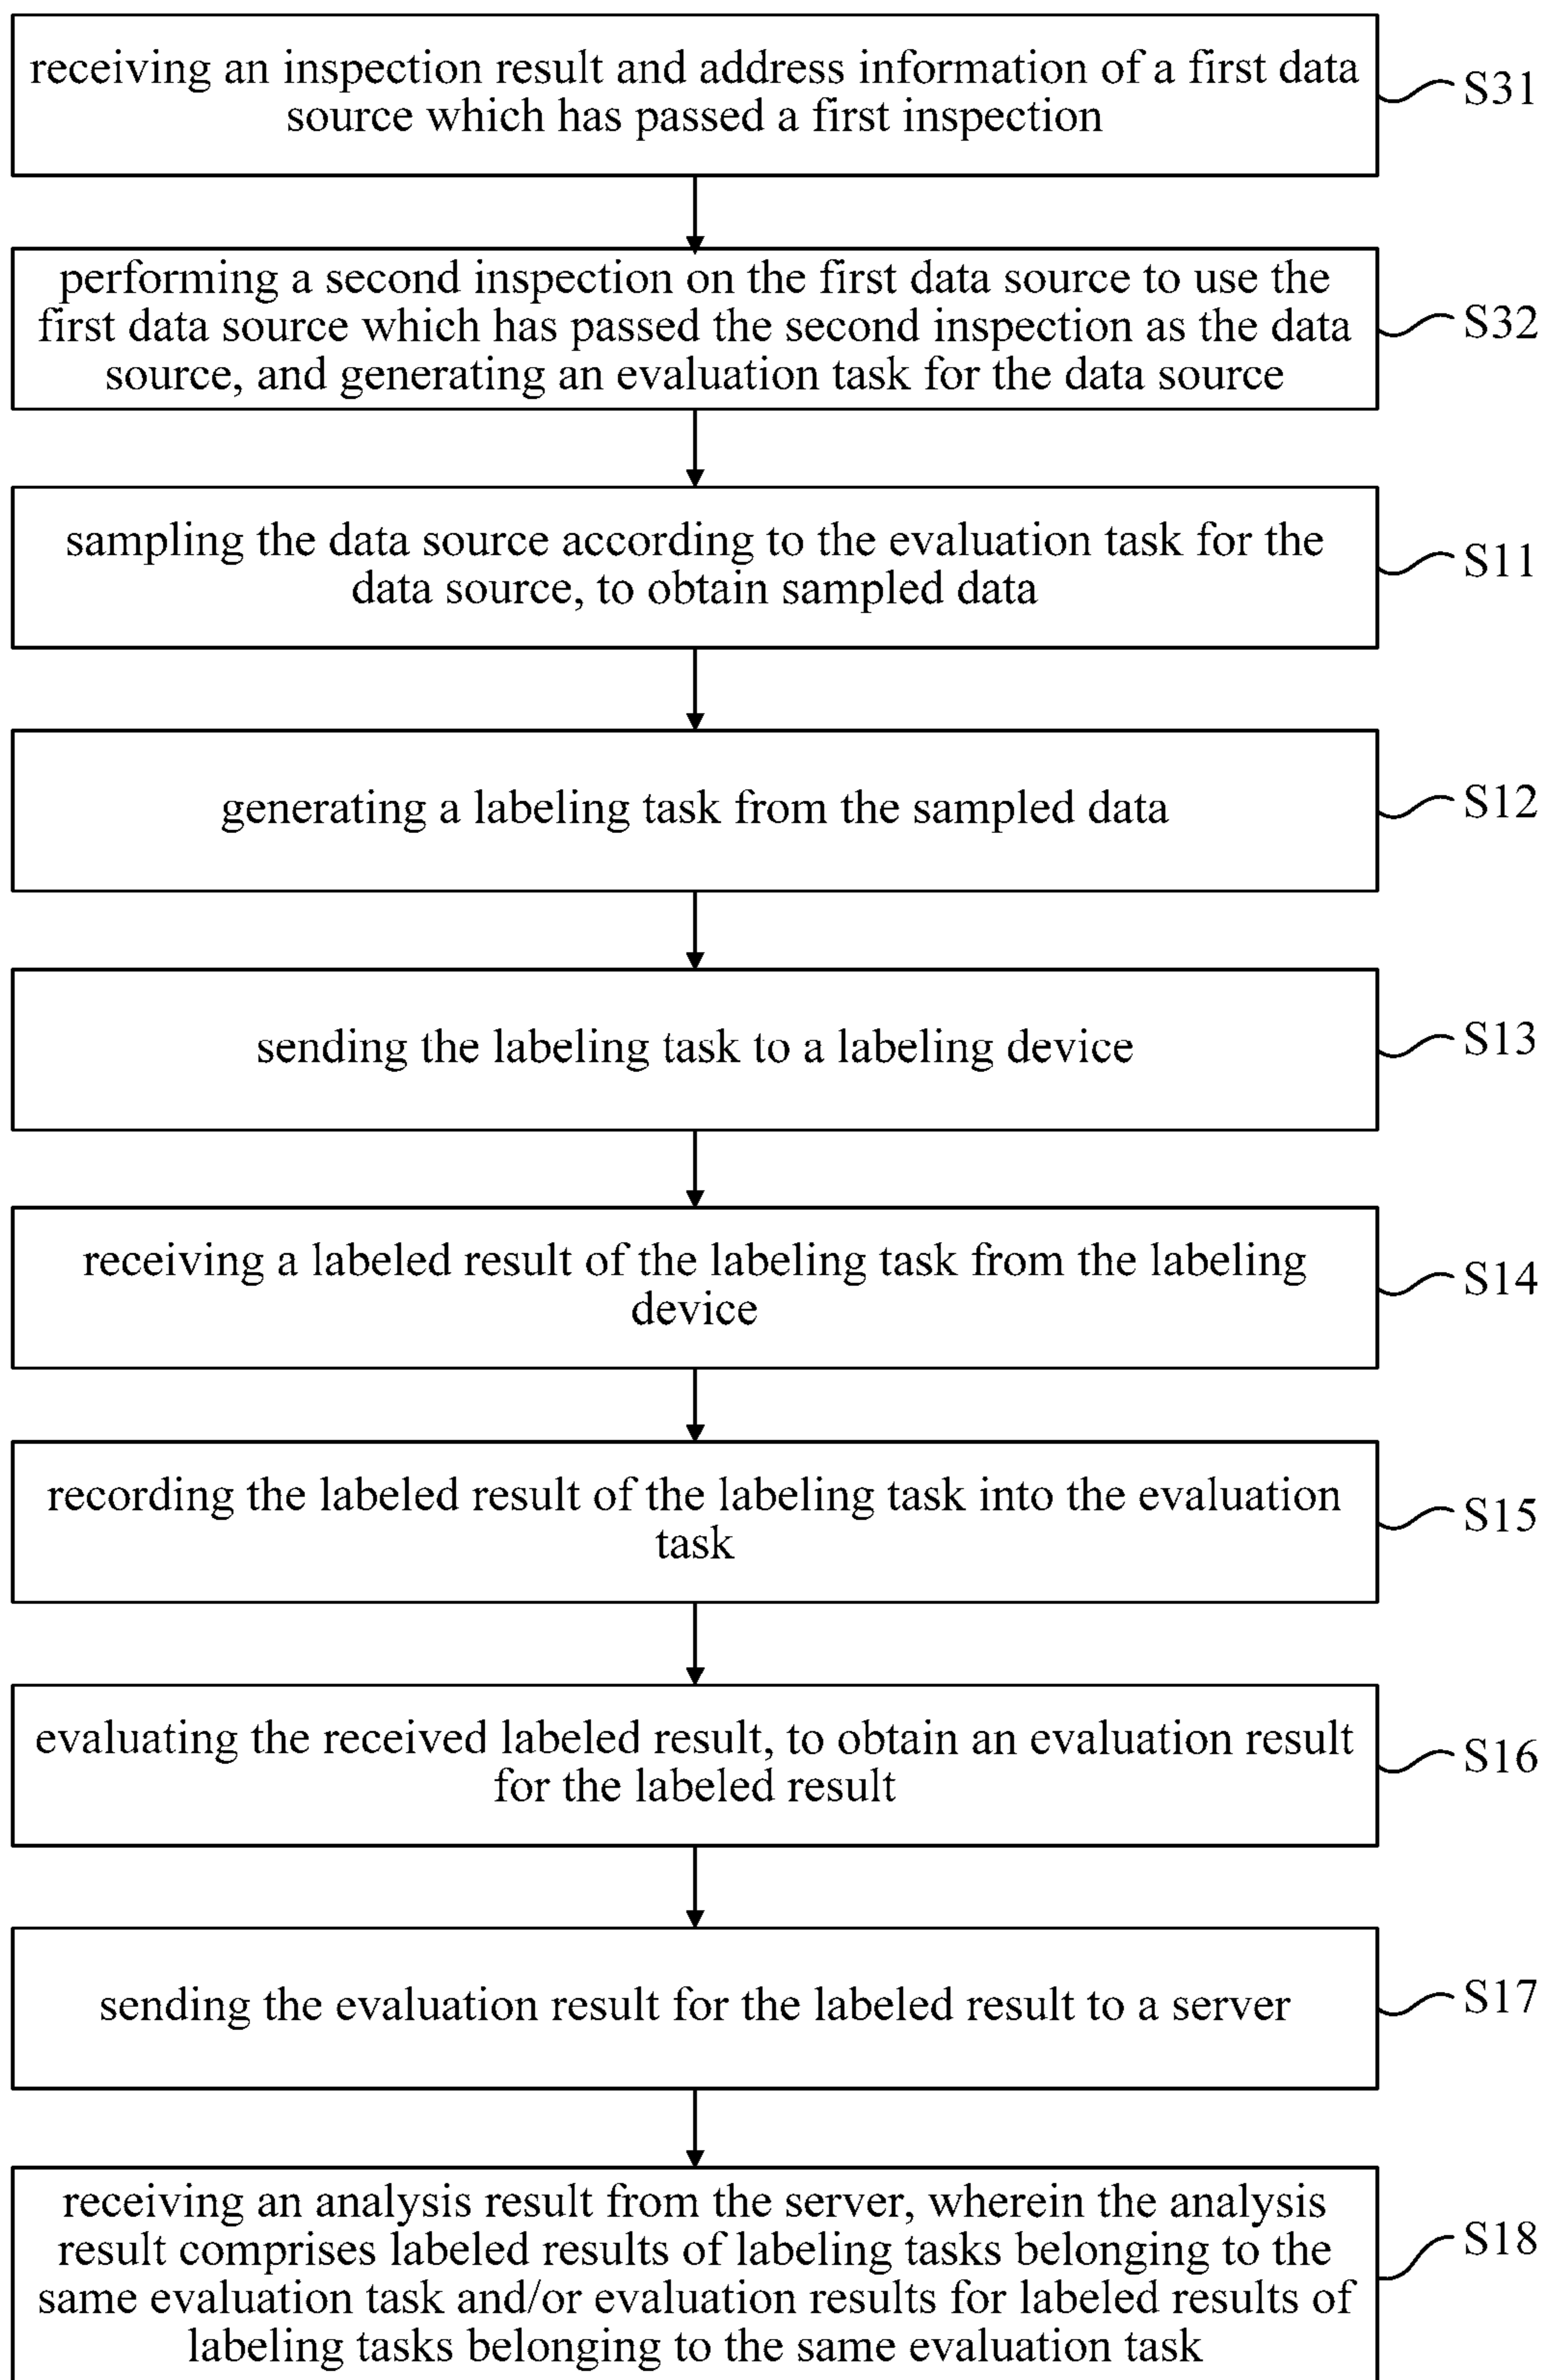 receiving an inspection result and address information of a first data
source which has passed a first inspection
S31
performing a second inspection on the first data source to use the
first data source which has passed the second inspection as the data
source, and generating an evaluation task for the data source
S32
sampling the data source according to the evaluation task for the
data source, to obtain sampled data
S11
generating a labeling task from the sampled data
S12
sending the labeling task to a labeling device
S13
receiving a labeled result of the labeling task from the labeling
device
S14
recording the labeled result of the labeling task into the evaluation
task
S15
evaluating the received labeled result, to obtain an evaluation result
for the labeled result
S16
sending the evaluation result for the labeled result to a server
S17
receiving an analysis result from the server, wherein the analysis
result comprises labeled results of labeling tasks belonging to the
same evaluation task and/or evaluation results for labeled results of
labeling tasks belonging to the same evaluation task
S18